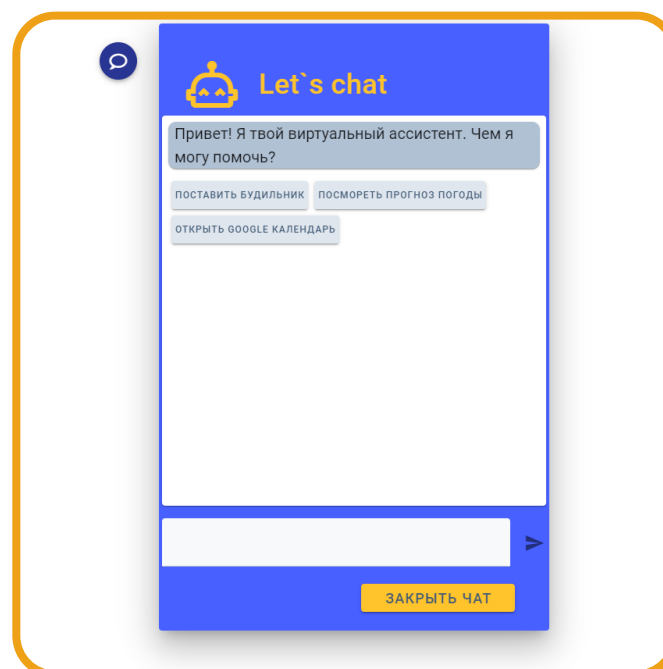 Let`s chat
Привет! Я твой виртуальный ассистент. Чем я
могу помочь?
ПОСТАВИТЬ БУДИЛЬНИК ПОСМОРЕТЬ ПРОГНОЗ ПОГОДЫ
ОТКРЫТЬ GOOGLE КАЛЕНДАРЬ
ЗАКРЫТЬ ЧАТ